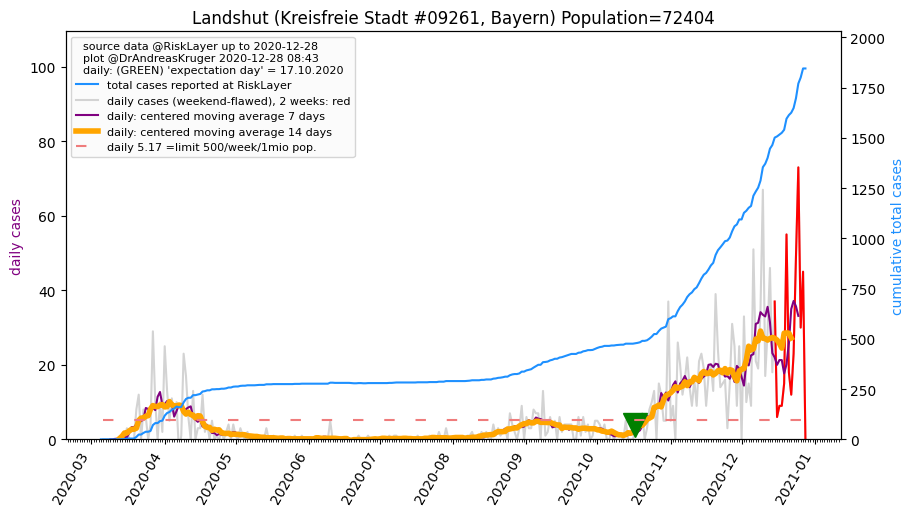 Landshut (Kreisfreie Stadt #09261, Bayern) Population=72404
source data @RiskLayer up to 2020-12-28
plot @DrAndreasKruger 2020-12-28 08:43
daily: (GREEN) 'expectation day' = 17.10.2020
total cases reported at RiskLayer
daily cases (weekend-flawed), 2 weeks: red
daily: centered moving average 7 days
daily: centered moving average 14 days
daily 5.17 =limit 500/week/1mio pop.
daily cases
100
80
60
40
20
0
cumulative total cases
2000
1750
1500
1250
1000
750
500
250
0
2020-03
2020-04
2020-05
2020-06
2020-07
2020-08
2020-09
2020-10
2020-11
2020-12
2021-01